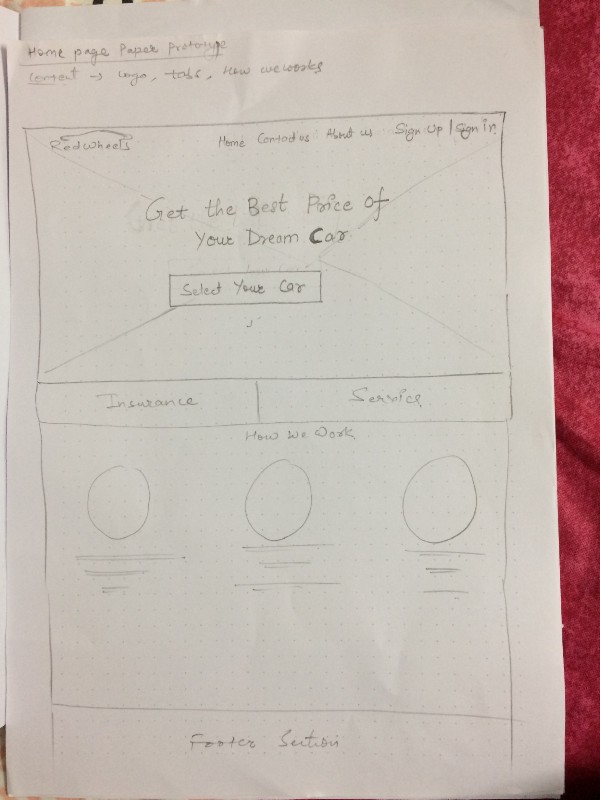 Home page Paper Prototype
Content → Logo, tabs, How we works
Redwheels
Home Contact us About us Sign Up | Sign in
Get the Best Price of
Your Dream Car
Select Your Car
Insurance
Service
How We Work
Footer Section